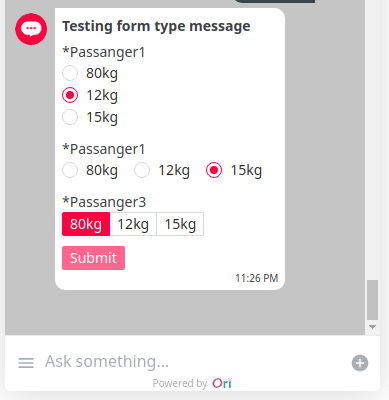 Testing form type message
*Passanger1
80kg
12kg
15kg
*Passanger1
80kg 12kg 15kg
*Passanger3
80kg 12kg 15kg
Submit
11:26 PM
Ask something...
Powered by Ori